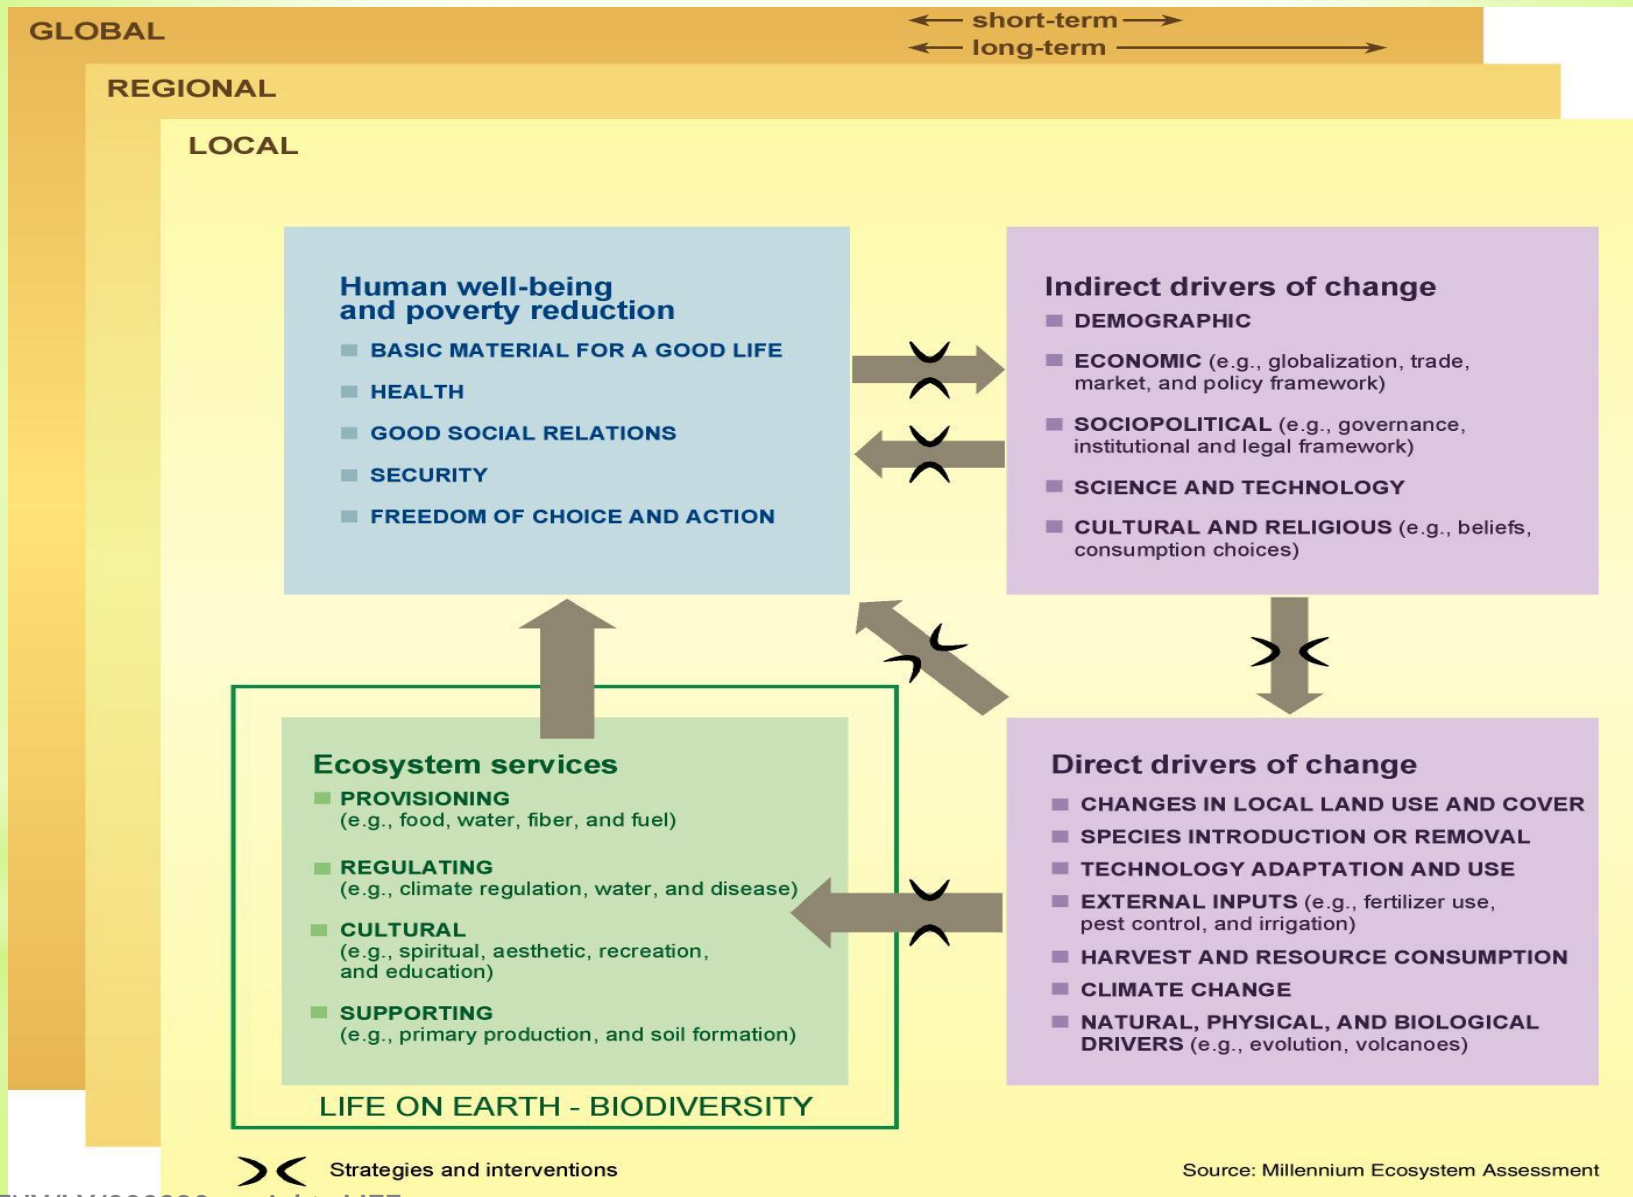 GLOBAL
short-term
long-term
REGIONAL
LOCAL
Human well-being
and poverty reduction
BASIC MATERIAL FOR A GOOD LIFE
HEALTH
GOOD SOCIAL RELATIONS
SECURITY
FREEDOM OF CHOICE AND ACTION
Indirect drivers of change
DEMOGRAPHIC
ECONOMIC (e.g., globalization, trade,
market, and policy framework)
SOCIOPOLITICAL (e.g., governance,
institutional and legal framework)
SCIENCE AND TECHNOLOGY
CULTURAL AND RELIGIOUS (e.g., beliefs,
consumption choices)
Ecosystem services
PROVISIONING
(e.g., food, water, fiber, and fuel)
REGULATING
(e.g., climate regulation, water, and disease)
CULTURAL
(e.g., spiritual, aesthetic, recreation,
and education)
SUPPORTING
(e.g., primary production, and soil formation)
LIFE ON EARTH - BIODIVERSITY
Direct drivers of change
CHANGES IN LOCAL LAND USE AND COVER
SPECIES INTRODUCTION OR REMOVAL
TECHNOLOGY ADAPTATION AND USE
EXTERNAL INPUTS (e.g., fertilizer use,
pest control, and irrigation)
HARVEST AND RESOURCE CONSUMPTION
CLIMATE CHANGE
NATURAL, PHYSICAL, AND BIOLOGICAL
DRIVERS (e.g., evolution, volcanoes)
Strategies and interventions
Source: Millennium Ecosystem Assessment